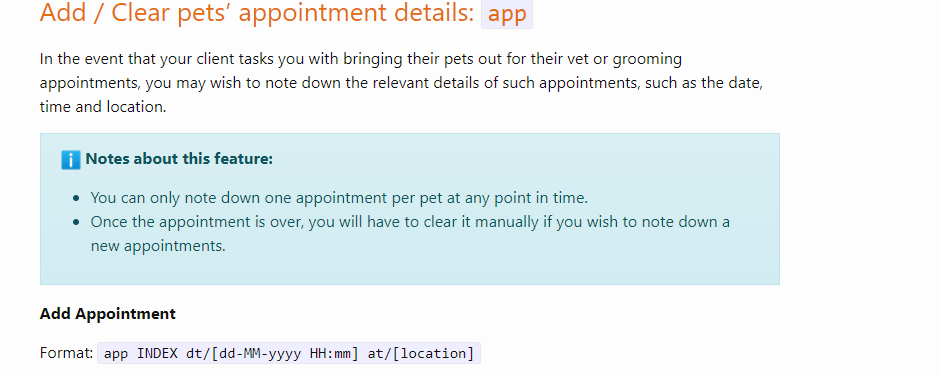 Add / Clear pets’ appointment details: app
In the event that your client tasks you with bringing their pets out for their vet or grooming
appointments, you may wish to note down the relevant details of such appointments, such as the date,
time and location.
Notes about this feature:
• You can only note down one appointment per pet at any point in time.
• Once the appointment is over, you will have to clear it manually if you wish to note down a
new appointments.
Add Appointment
Format: app INDEX dt/[dd-MM-yyyy HH:mm] at/[location]